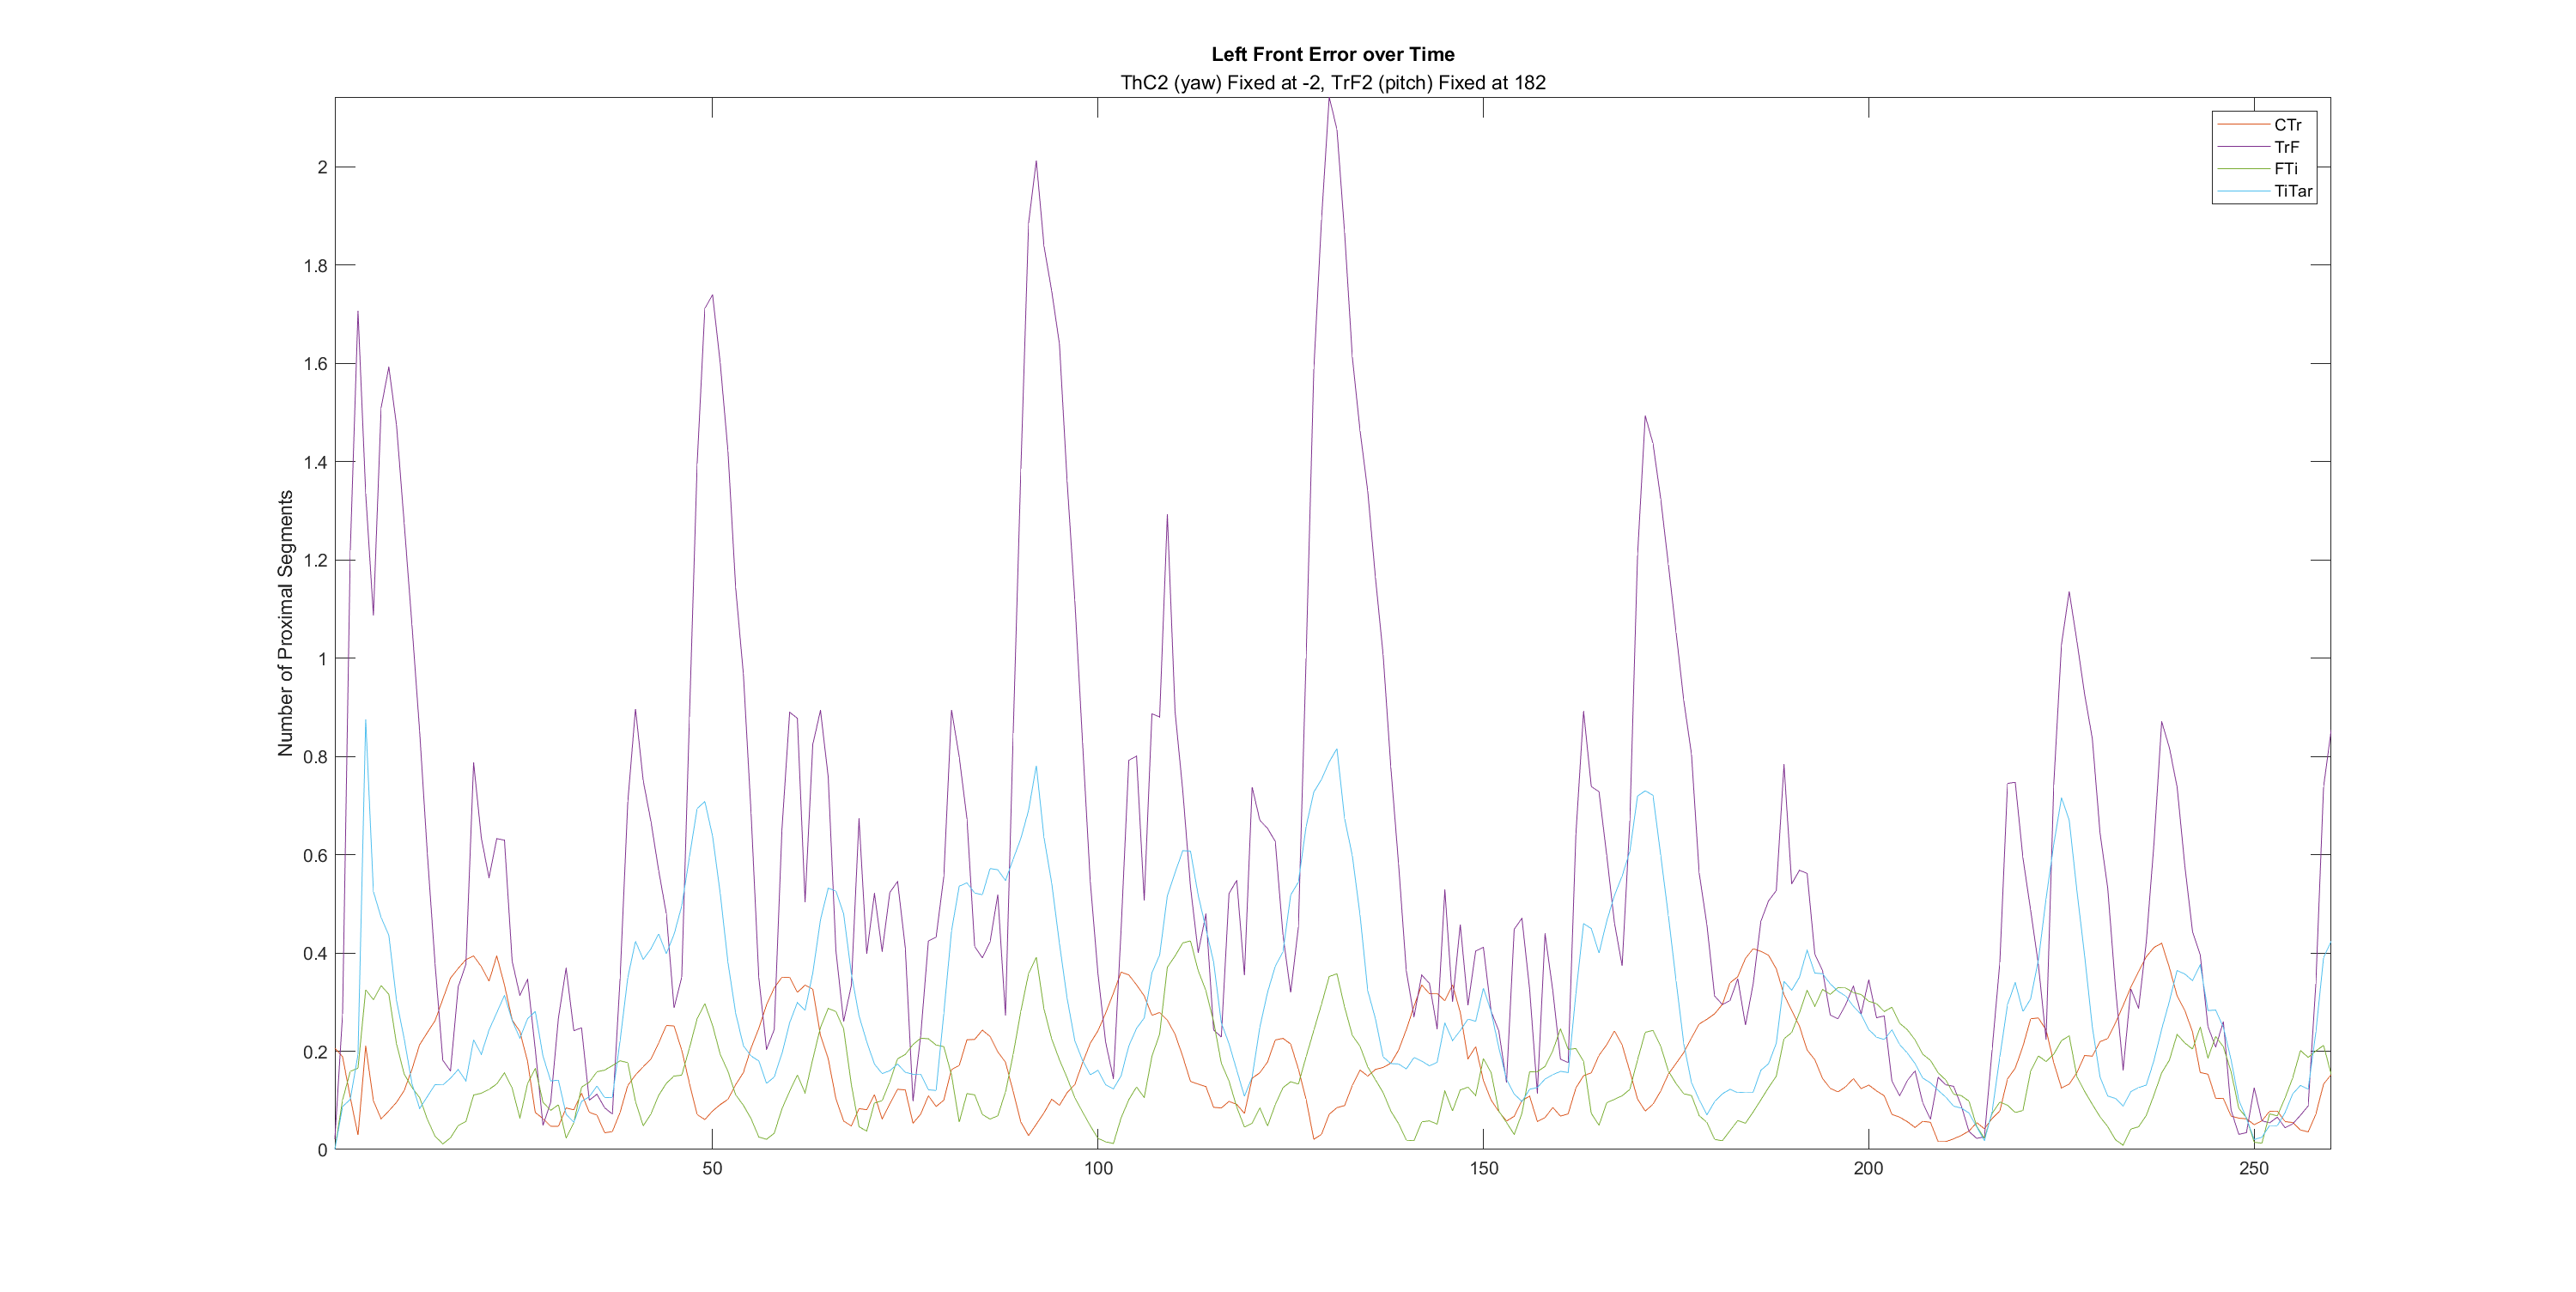 Left Front Error over Time
ThC2 (yaw) Fixed at -2, TrF2 (pitch) Fixed at 182
CTr
TrF
FTi
TiTar
Number of Proximal Segments
2
1.8
1.6
1.4
1.2
1
0.8
0.6
0.4
0.2
0
50 100 150 200 250